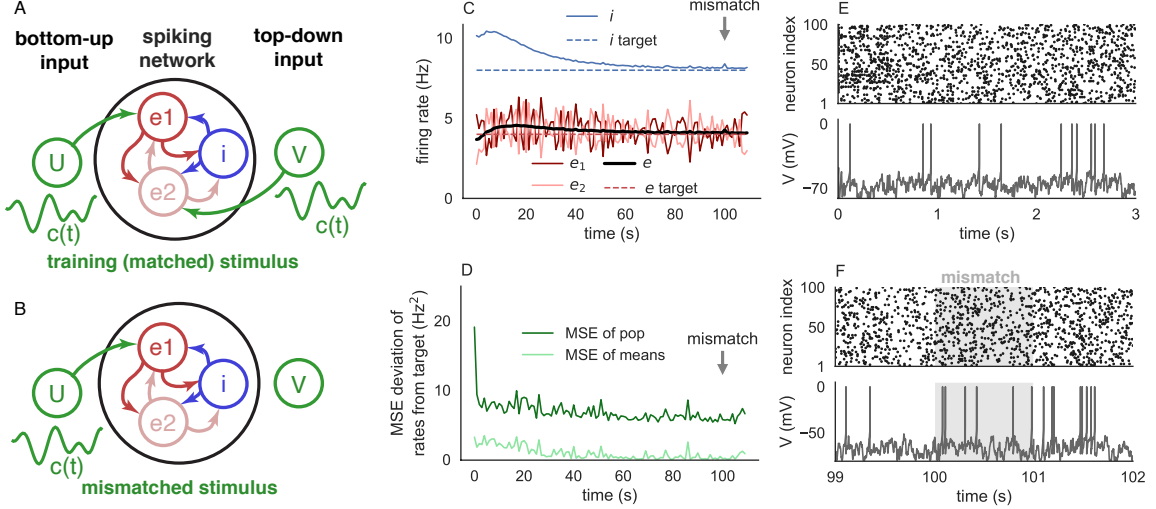 A
bottom-up
input
spiking
network
top-down
input
e1
i
e2
U
V
c(t)
c(t)
training (matched) stimulus
B
e1
i
e2
U
V
c(t)
mismatched stimulus
C
mismatch
firing rate (Hz)
10
5
0
i
i target
e₁
e₂
e
e target
0 20 40 60 80 100
time (s)
D
MSE deviation of
rates from target (Hz²)
20
10
0
MSE of pop
MSE of means
mismatch
0 20 40 60 80 100
time (s)
E
neuron index
100
50
1
V (mV)
0
−70
0 1 2 3
time (s)
F
mismatch
neuron index
100
50
1
V (mV)
0
−50
99 100 101 102
time (s)